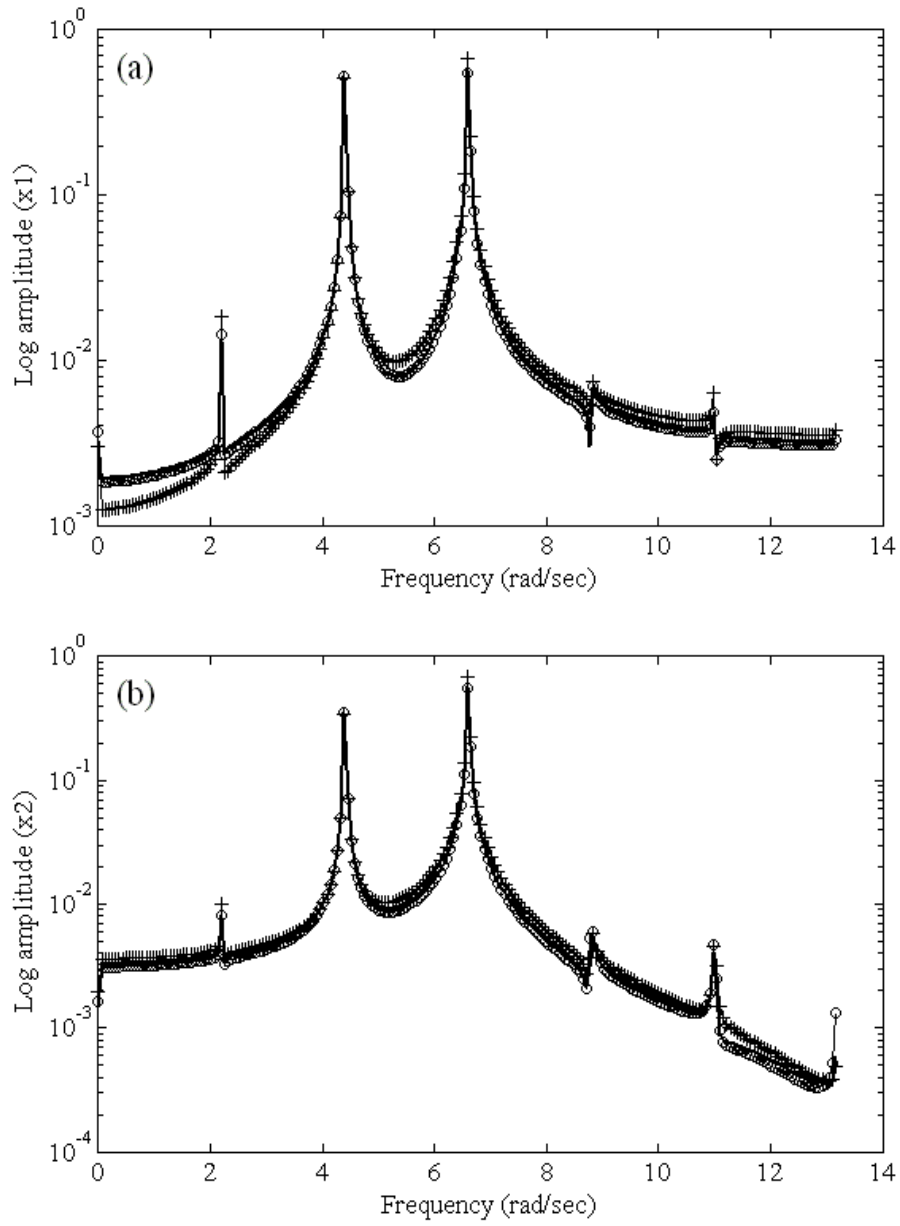 (a)
10^0
10^-1
10^-2
10^-3
Log amplitude (x1)
0 2 4 6 8 10 12 14
Frequency (rad/sec)
(b)
10^0
10^-1
10^-2
10^-3
10^-4
Log amplitude (x2)
0 2 4 6 8 10 12 14
Frequency (rad/sec)